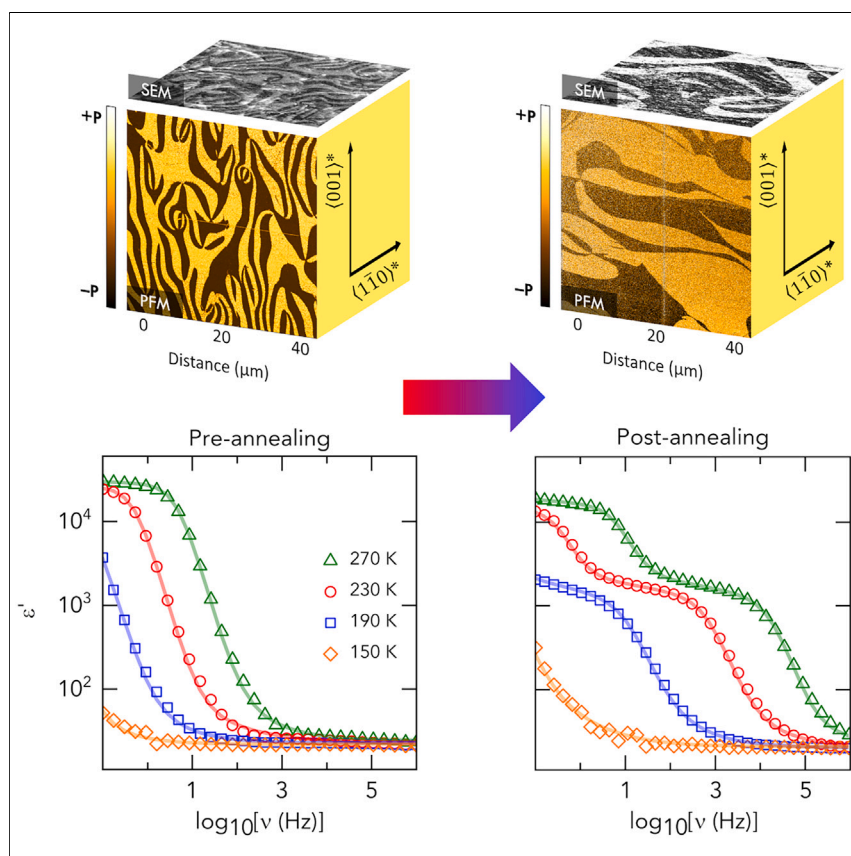 SEM
+P
−P
PFM
⟨001⟩*
⟨11̄0⟩*
0
20
40
Distance (µm)
SEM
+P
−P
PFM
⟨001⟩*
⟨11̄0⟩*
0
20
40
Distance (µm)
Pre-annealing
ε'
10⁴
10³
10²
270 K
230 K
190 K
150 K
1
3
5
log10[ν (Hz)]
Post-annealing
1
3
5
log10[ν (Hz)]